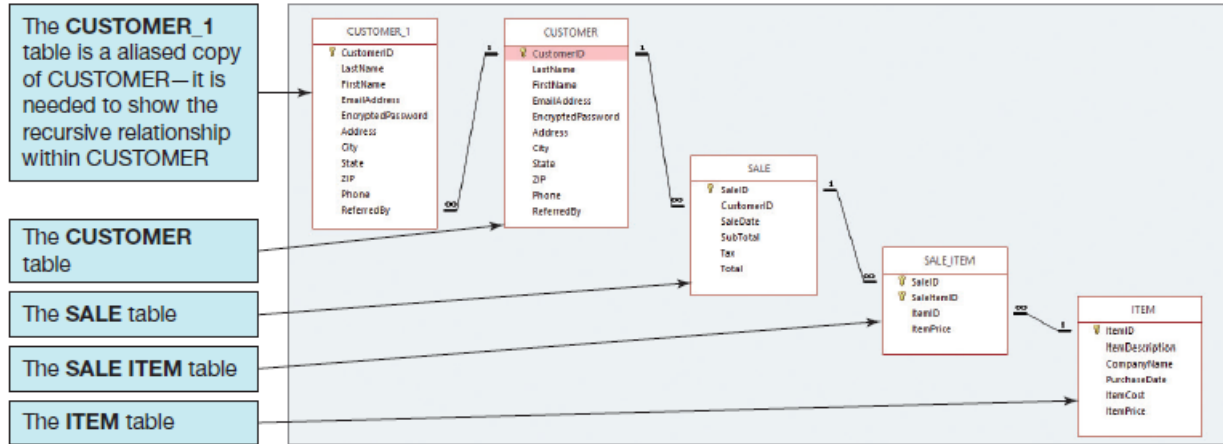 The CUSTOMER_1
table is a aliased copy
of CUSTOMER—it is
needed to show the
recursive relationship
within CUSTOMER
The CUSTOMER
table
The SALE table
The SALE ITEM table
The ITEM table
CUSTOMER_1
CustomerID
LastName
FirstName
EmailAddress
EncryptedPassword
Address
City
State
ZIP
Phone
ReferredBy
1
∞
CUSTOMER
CustomerID
LastName
FirstName
EmailAddress
EncryptedPassword
Address
City
State
ZIP
Phone
ReferredBy
1
∞
SALE
SaleID
CustomerID
SaleDate
SubTotal
Tax
Total
1
∞
SALE_ITEM
SaleID
SaleItemID
ItemID
ItemPrice
∞
1
ITEM
ItemID
ItemDescription
CompanyName
PurchaseDate
ItemCost
ItemPrice